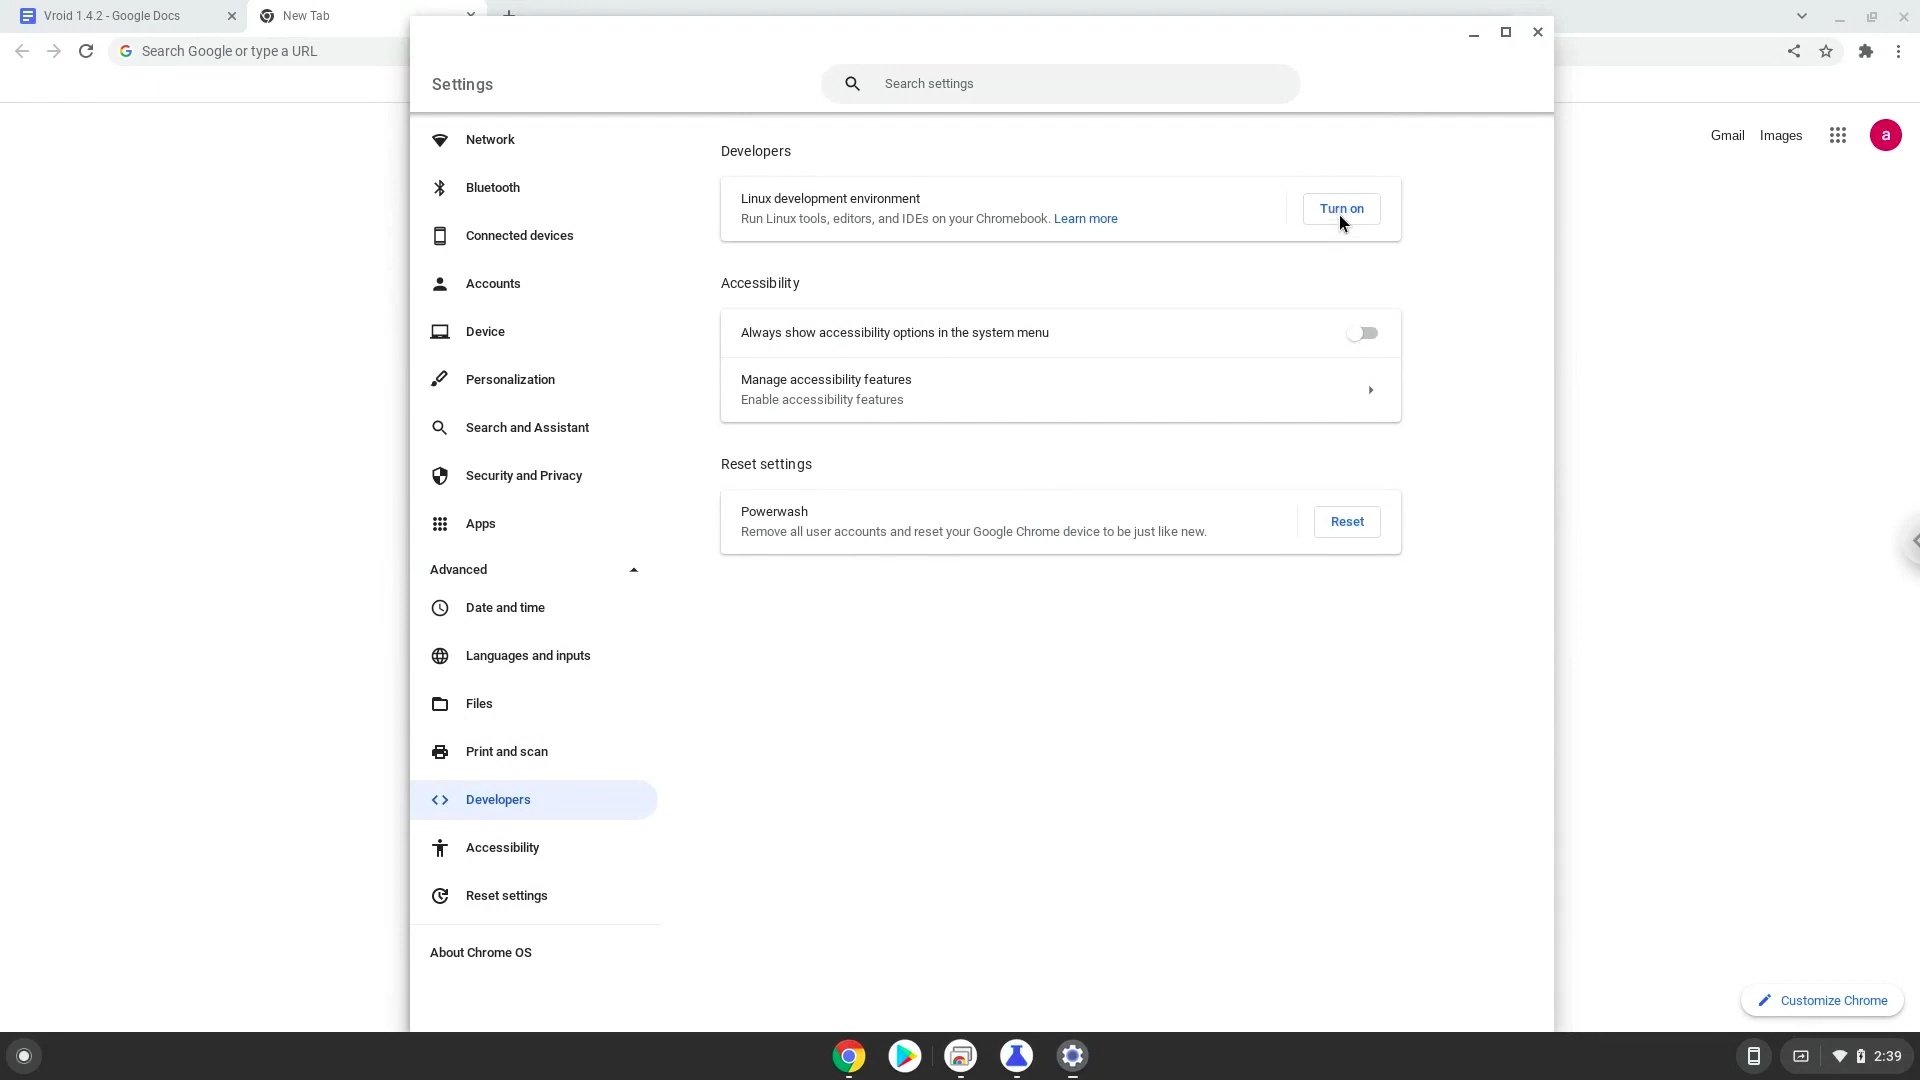 Vroid 1.4.2 - Google Docs
New Tab
Search Google or type a URL
Gmail
Images
a
Settings
Search settings
Network
Bluetooth
Connected devices
Accounts
Device
Personalization
Search and Assistant
Security and Privacy
Apps
Advanced
Date and time
Languages and inputs
Files
Print and scan
Developers
Accessibility
Reset settings
About Chrome OS
Developers
Linux development environment
Run Linux tools, editors, and IDEs on your Chromebook. Learn more
Turn on
Accessibility
Always show accessibility options in the system menu
Manage accessibility features
Enable accessibility features
Reset settings
Powerwash
Remove all user accounts and reset your Google Chrome device to be just like new.
Reset
Customize Chrome
2:39